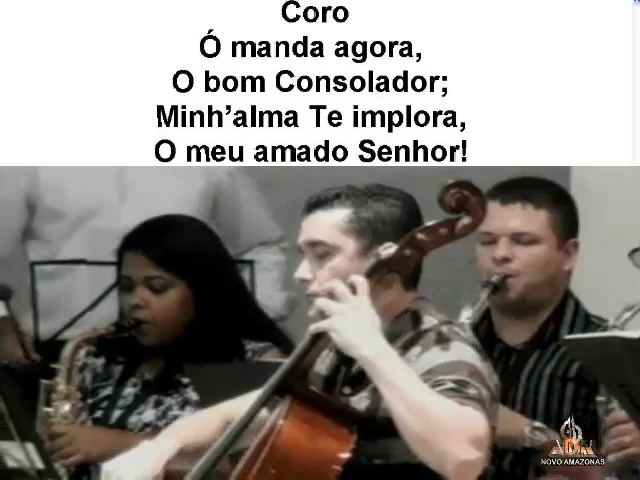 Coro
Ó manda agora,
O bom Consolador;
Minh’alma Te implora,
O meu amado Senhor!
NOVO AMAZONAS